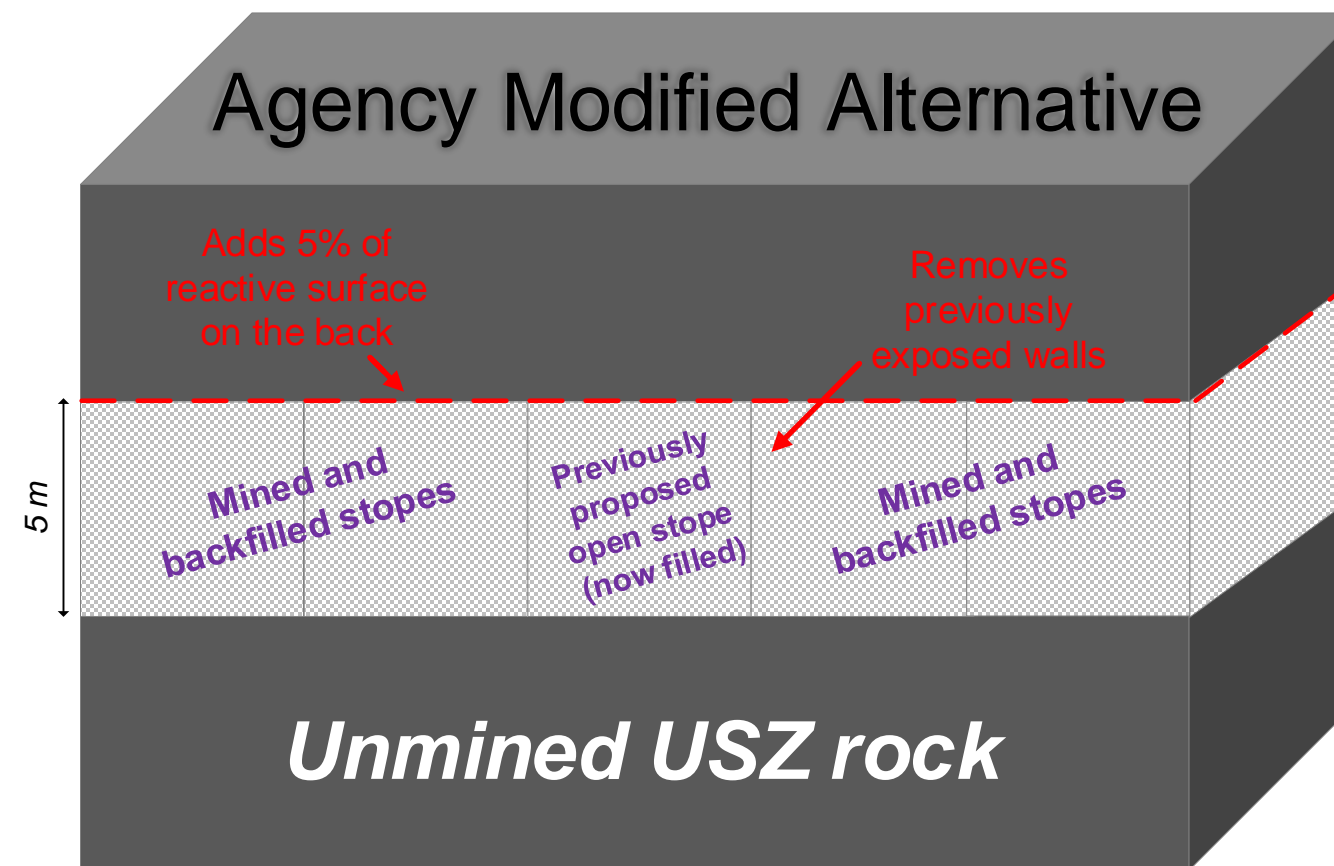 Agency Modified Alternative
Adds 5% of
reactive surface
on the back
Removes
previously
exposed walls
5 m
Mined and
backfilled stopes
Previously
proposed
open stope
(now filled)
Mined and
backfilled stopes
Unmined USZ rock